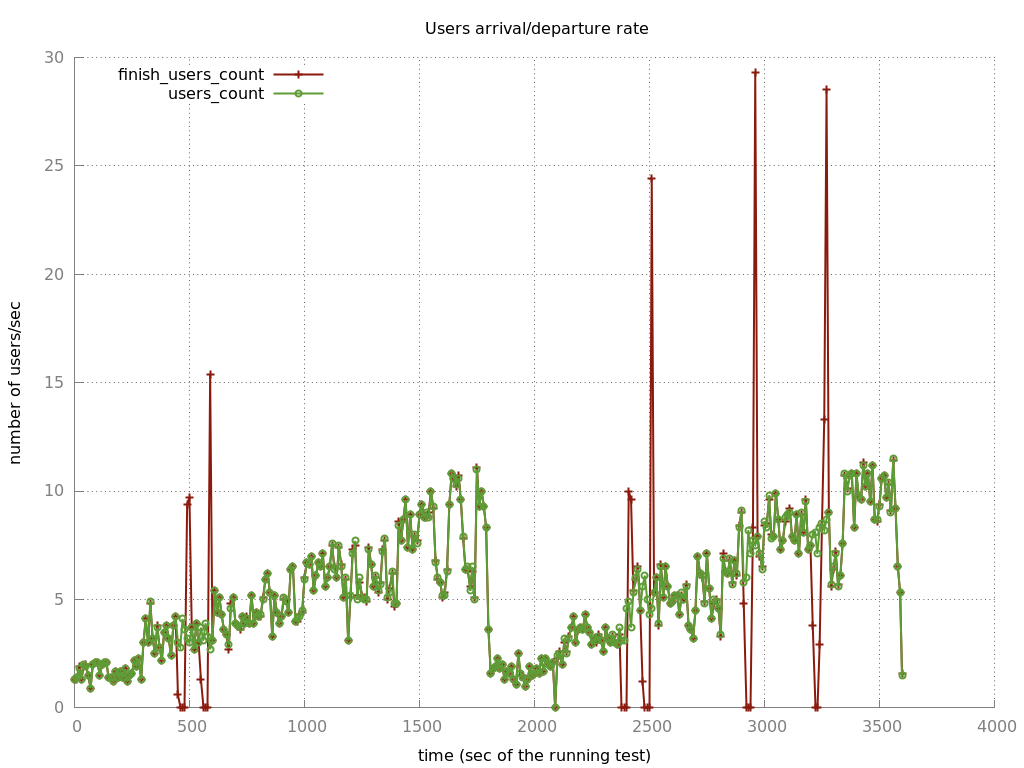 Users arrival/departure rate
finish_users_count
users_count
number of users/sec
30
25
20
15
10
5
0
0 500 1000 1500 2000 2500 3000 3500 4000
time (sec of the running test)